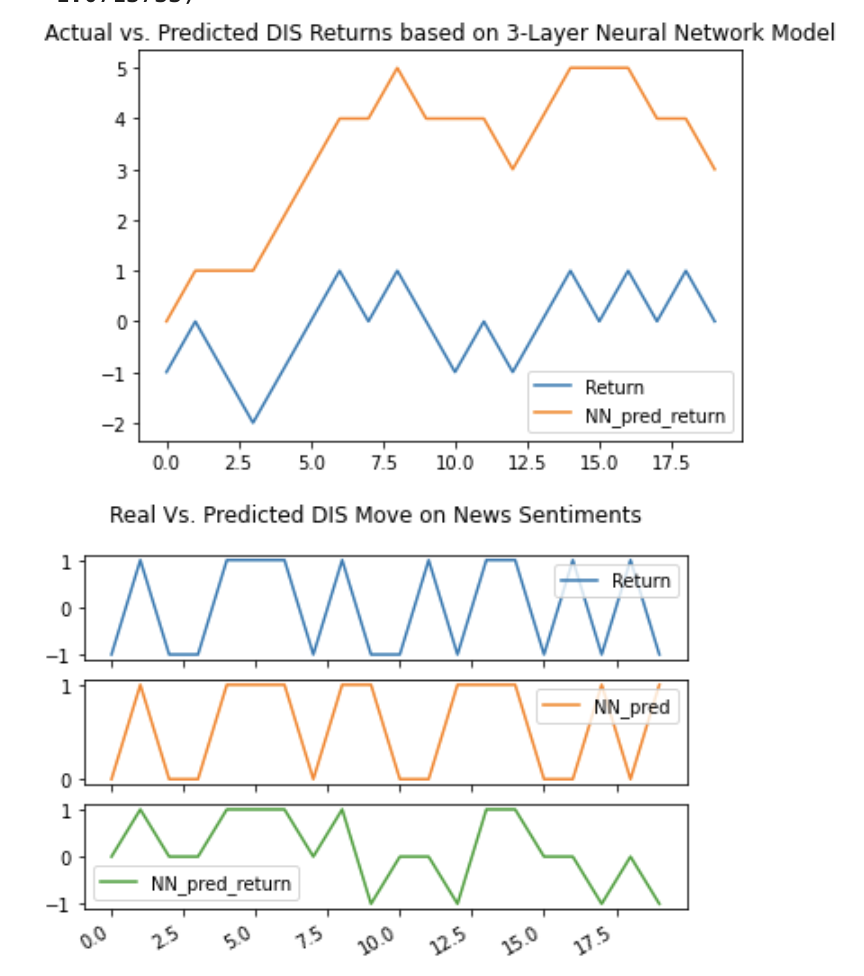 Actual vs. Predicted DIS Returns based on 3-Layer Neural Network Model
5
4
3
2
1
0
−1
−2
Return
NN_pred_return
0.0 2.5 5.0 7.5 10.0 12.5 15.0 17.5
Real Vs. Predicted DIS Move on News Sentiments
1
0
−1
Return
1
0
NN_pred
1
0
−1
NN_pred_return
0.0 2.5 5.0 7.5 10.0 12.5 15.0 17.5